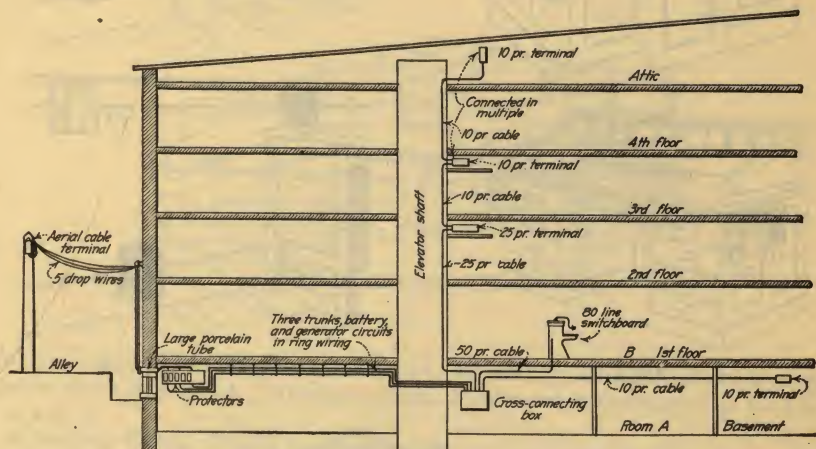 10 pr. terminal
Attic
Connected in
multiple
10 pr cable
4th floor
10 pr. terminal
10 pr. cable
3rd floor
25 pr. terminal
Elevator shaft
25 pr cable
2nd floor
Aerial cable
terminal
5 drop wires
80 line
switchboard
Large porcelain
tube
Three trunks, battery,
and generator circuits
in ring wiring
50 pr. cable
B 1st floor
Alley
Protectors
Cross-connecting
box
10 pr. cable
10 pr. terminal
Room A
Basement